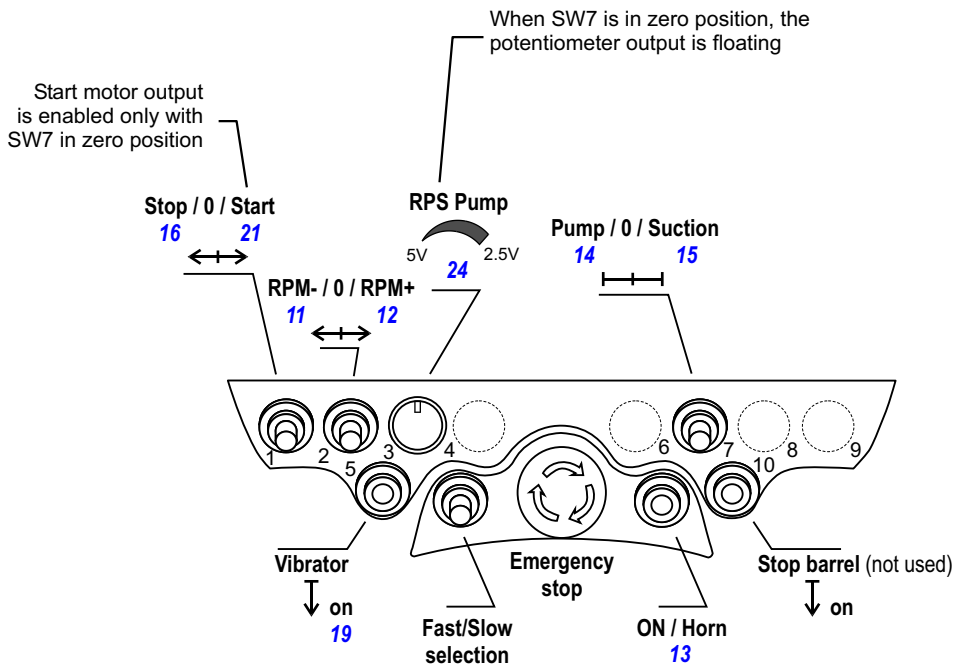 When SW7 is in zero position, the
potentiometer output is floating
Start motor output
is enabled only with
SW7 in zero position
Stop / 0 / Start
16 21
RPS Pump
5V 2.5V
24
Pump / 0 / Suction
14 15
RPM- / 0 / RPM+
11 12
1 2 3 4 6 7 8 9
5 10
Vibrator
on
19
Fast/Slow
selection
Emergency
stop
ON / Horn
13
Stop barrel (not used)
on